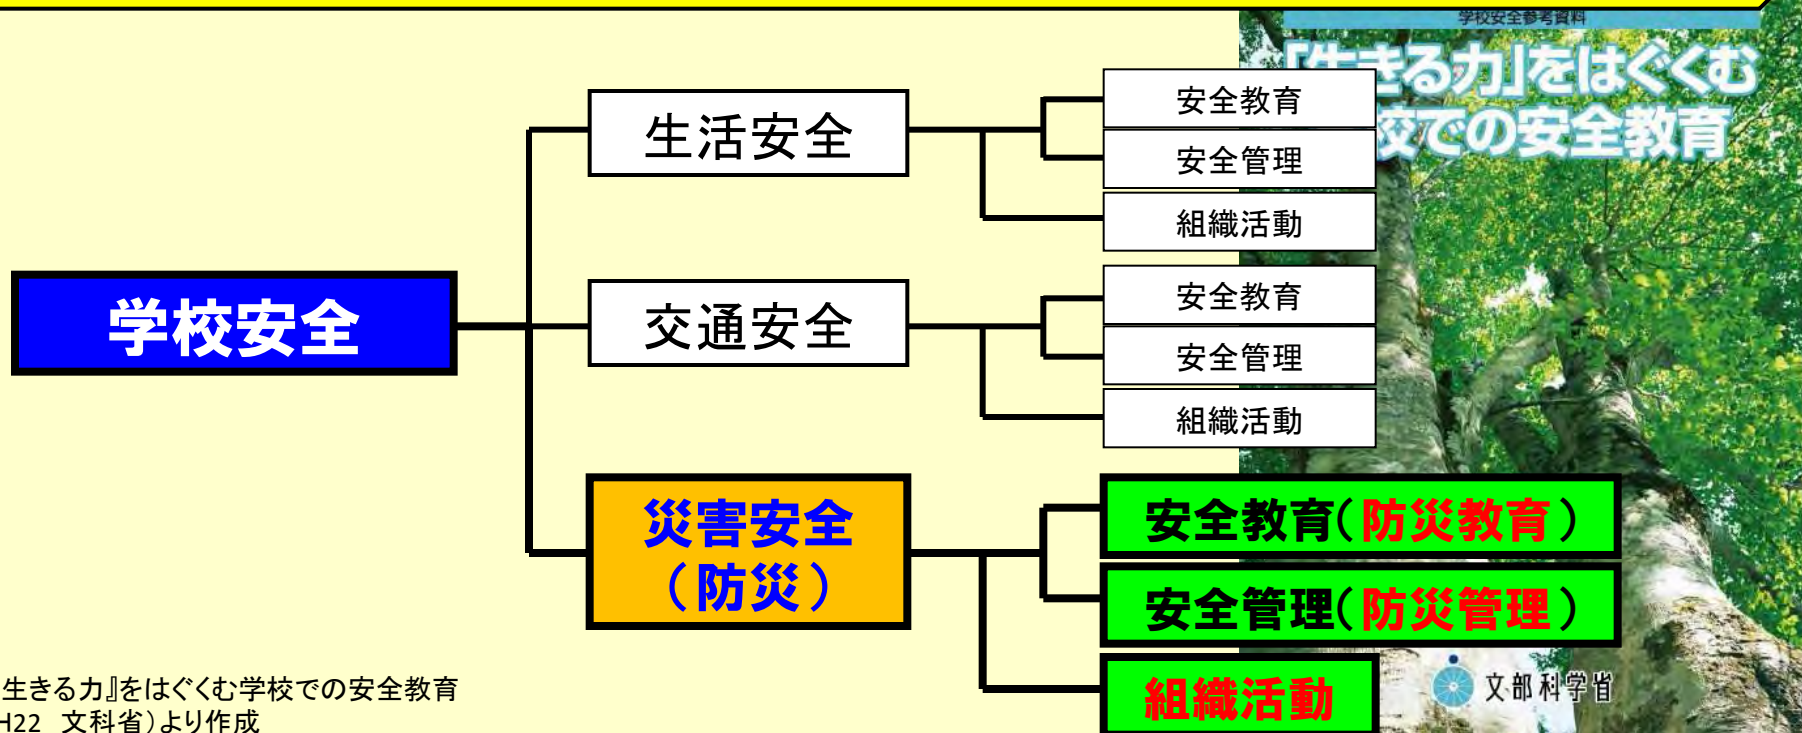 学校安全参考資料
「生きる力」をはぐくむ
校での安全教育
学校安全
生活安全
安全教育
安全管理
組織活動
交通安全
安全教育
安全管理
組織活動
災害安全
（防災）
安全教育（防災教育）
安全管理（防災管理）
組織活動
文部科学省
生きる力』をはぐくむ学校での安全教育
H22 文科省）より作成